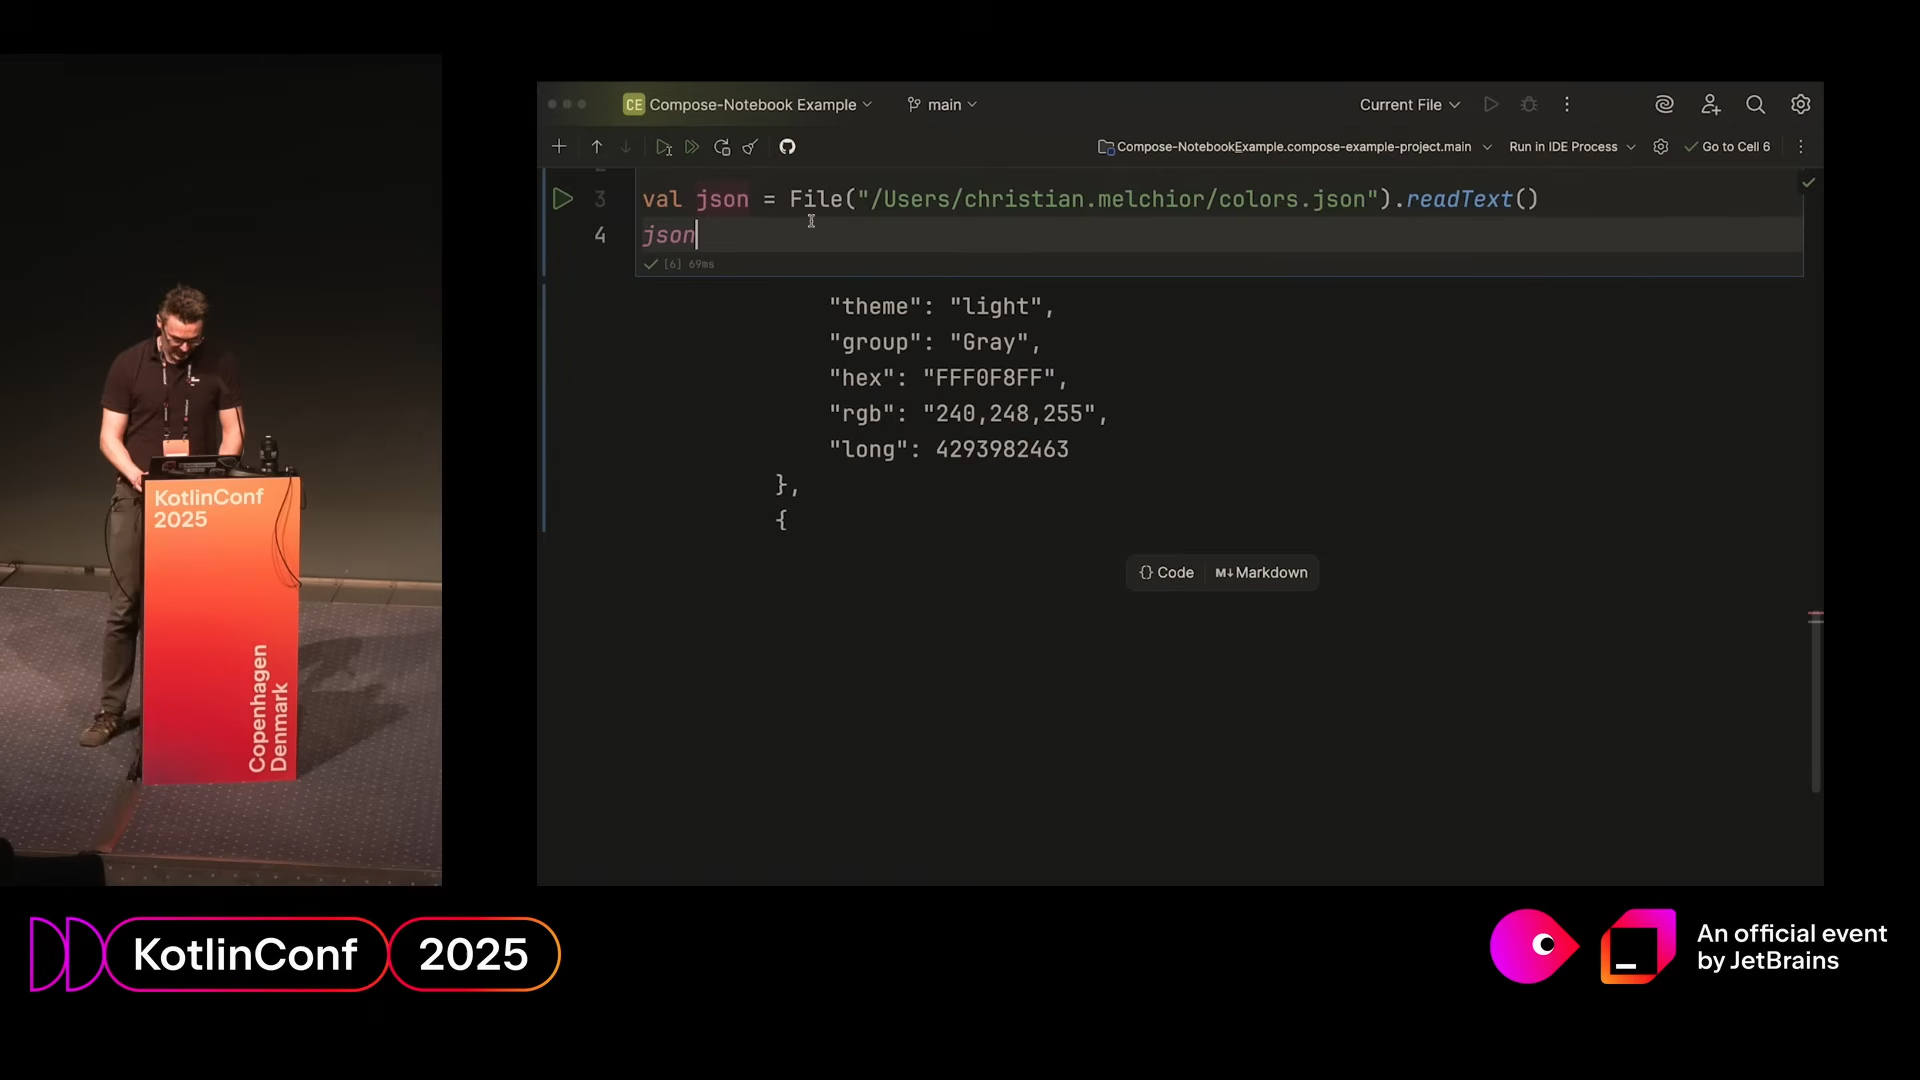 CE Compose-Notebook Example
main
Current File
Compose-NotebookExample.compose-example-project.main
Run in IDE Process
Go to Cell 6
3 val json = File("/Users/christian.melchior/colors.json").readText()
4 json
[6] 69ms
"theme": "light",
"group": "Gray",
"hex": "FFF0F8FF",
"rgb": "240,248,255",
"long": 4293982463
},
{
{} Code
M↓ Markdown
KotlinConf
2025
Copenhagen
Denmark
KotlinConf 2025
An official event
by JetBrains